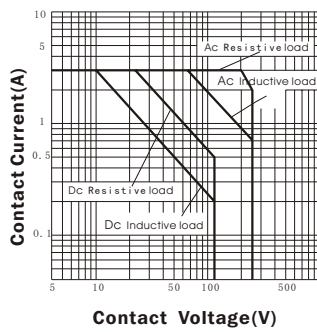 10
5
1
0.5
0.1
Contact Current(A)
Ac Resistive load
Ac Inductive load
Dc Resistive load
Dc Inductive load
5 10 50 100 500
Contact Voltage(V)